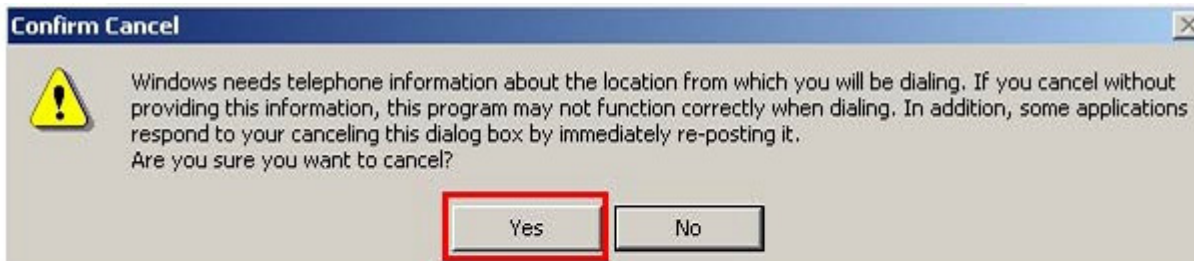 Confirm Cancel
Windows needs telephone information about the location from which you will be dialing. If you cancel without
providing this information, this program may not function correctly when dialing. In addition, some applications
respond to your canceling this dialog box by immediately re-posting it.
Are you sure you want to cancel?
Yes No